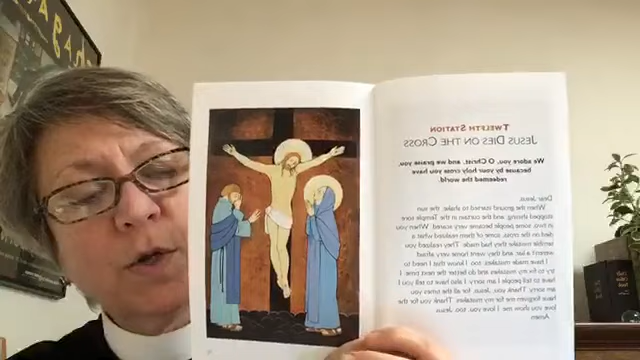 TWELFTH STATION
JESUS DIES ON THE CROSS
We adore you, O Christ, and we praise you,
because by your holy cross you have
redeemed the world.
Dear Jesus,
When the ground started to shake, the sun
stopped shining, and the curtain in the Temple tore
in two, some people became very scared. When you
died on the cross, some of them realized what a
terrible mistake they had made. They realized you
weren't a liar, and they went home very afraid.
I have made mistakes, too. I know that I need to
try to fix my mistakes and do better the next time. I
have to tell people I am sorry. I also have to tell you I
am sorry. Thank you, Jesus, for all the times you
have forgiven me for my mistakes. Thank you for the
love you show me. I love you, too, Jesus.
Amen.